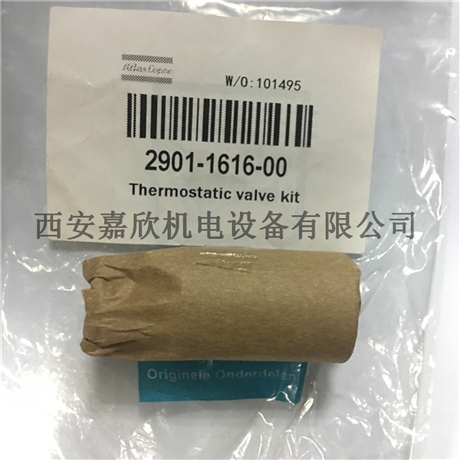 Atlas Copco
W/O:101495
2901-1616-00
Thermostatic valve kit
西安嘉欣机电设备有限公司
Originele Onderdelen